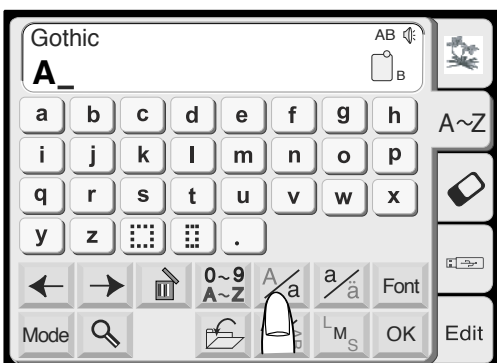 Gothic
AB
A_
B
A~Z
a b c d e f g h
i j k l m n o p
q r s t u v w x
y z .
0~9
A~Z
A/a
a/ä
Font
Mode
L M S
OK
Edit